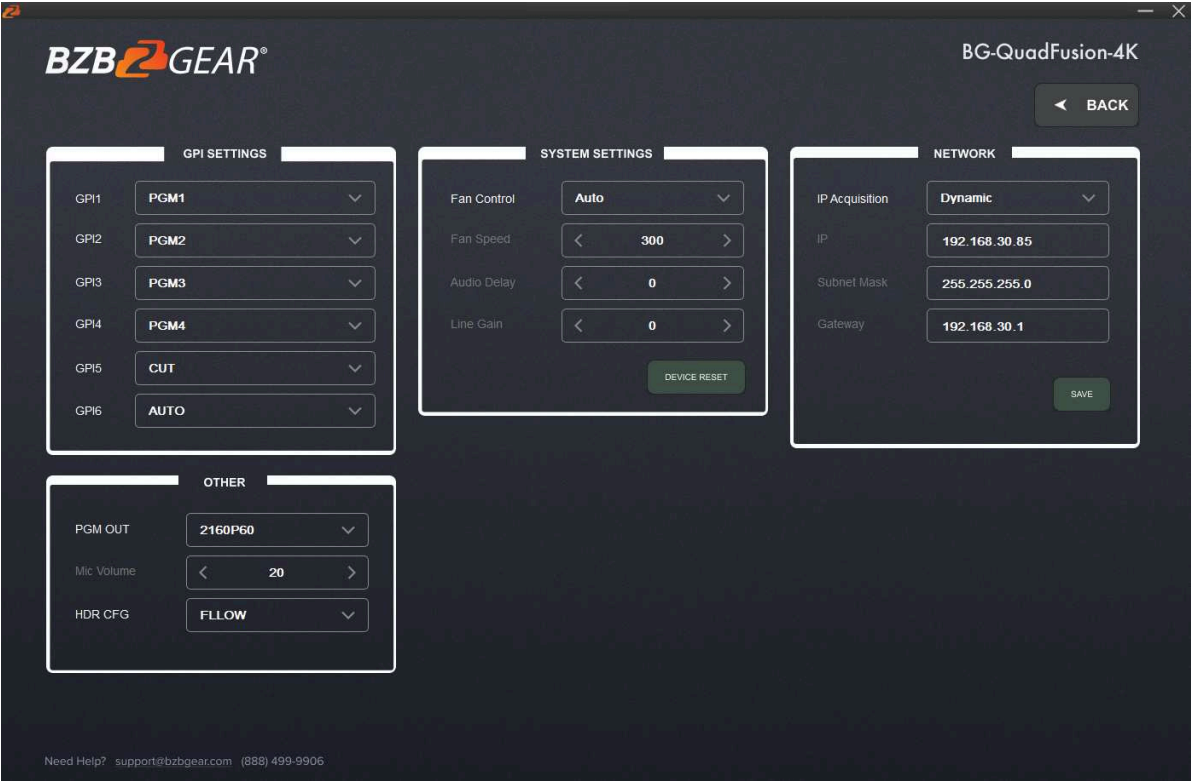 BZB GEAR®
BG-QuadFusion-4K
BACK
GPI SETTINGS
GPI1 PGM1
GPI2 PGM2
GPI3 PGM3
GPI4 PGM4
GPI5 CUT
GPI6 AUTO
SYSTEM SETTINGS
Fan Control Auto
Fan Speed 300
Audio Delay 0
Line Gain 0
DEVICE RESET
NETWORK
IP Acquisition Dynamic
IP 192.168.30.85
Subnet Mask 255.255.255.0
Gateway 192.168.30.1
SAVE
OTHER
PGM OUT 2160P60
Mic Volume 20
HDR CFG FLLOW
Need Help? support@bzbgear.com (888) 499-9906